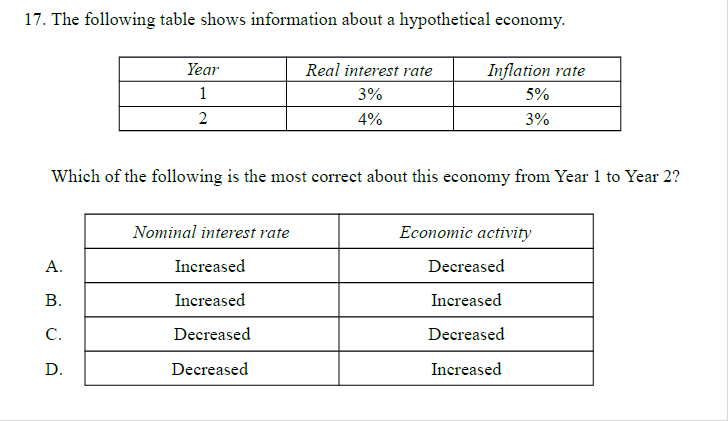 17. The following table shows information about a hypothetical economy.
Year Real interest rate Inflation rate
1 3% 5%
2 4% 3%
Which of the following is the most correct about this economy from Year 1 to Year 2?
Nominal interest rate Economic activity
A. Increased Decreased
B. Increased Increased
C. Decreased Decreased
D. Decreased Increased